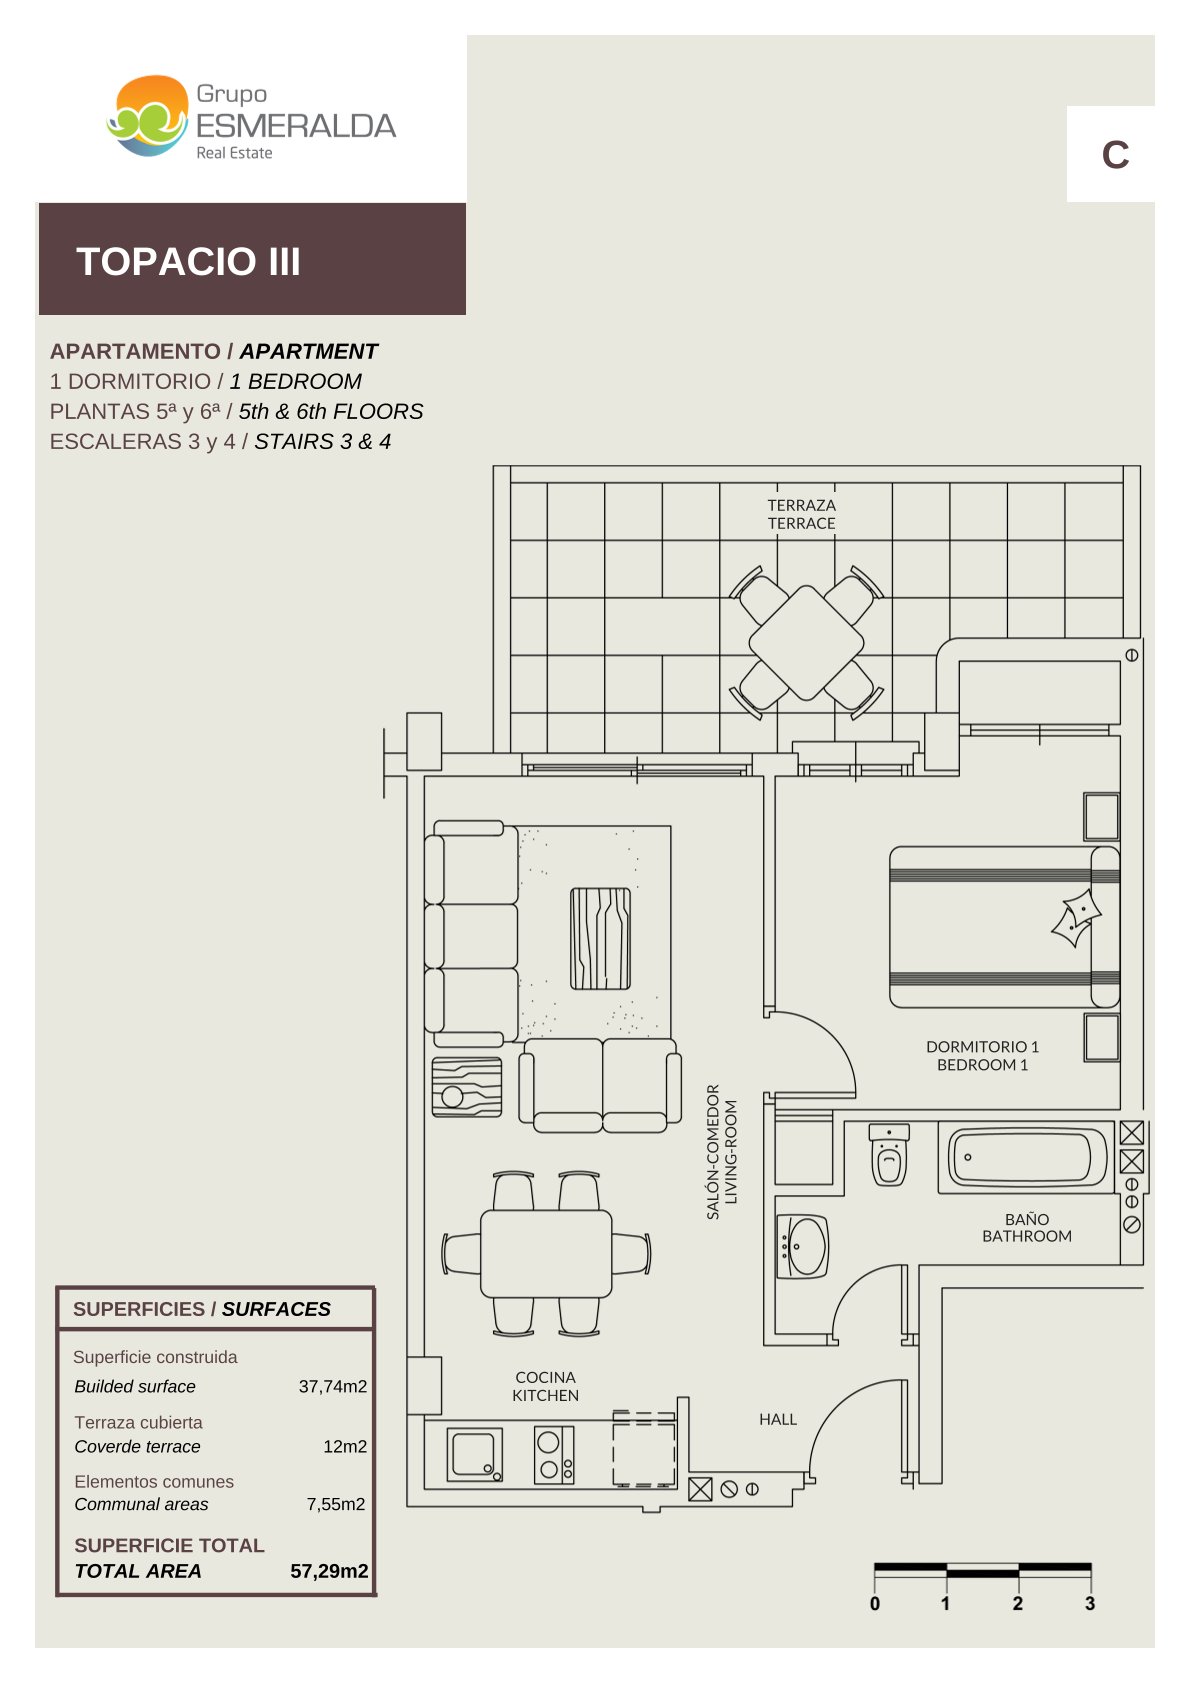 Grupo
ESMERALDA
Real Estate
C
TOPACIO III
APARTAMENTO / APARTMENT
1 DORMITORIO / 1 BEDROOM
PLANTAS 5ª y 6ª / 5th & 6th FLOORS
ESCALERAS 3 y 4 / STAIRS 3 & 4
TERRAZA
TERRACE
DORMITORIO 1
BEDROOM 1
SALÓN-COMEDOR
LIVING-ROOM
BAÑO
BATHROOM
COCINA
KITCHEN
HALL
SUPERFICIES / SURFACES
Superficie construida
Builded surface 37,74m2
Terraza cubierta
Coverde terrace 12m2
Elementos comunes
Communal areas 7,55m2
SUPERFICIE TOTAL
TOTAL AREA 57,29m2
0 1 2 3